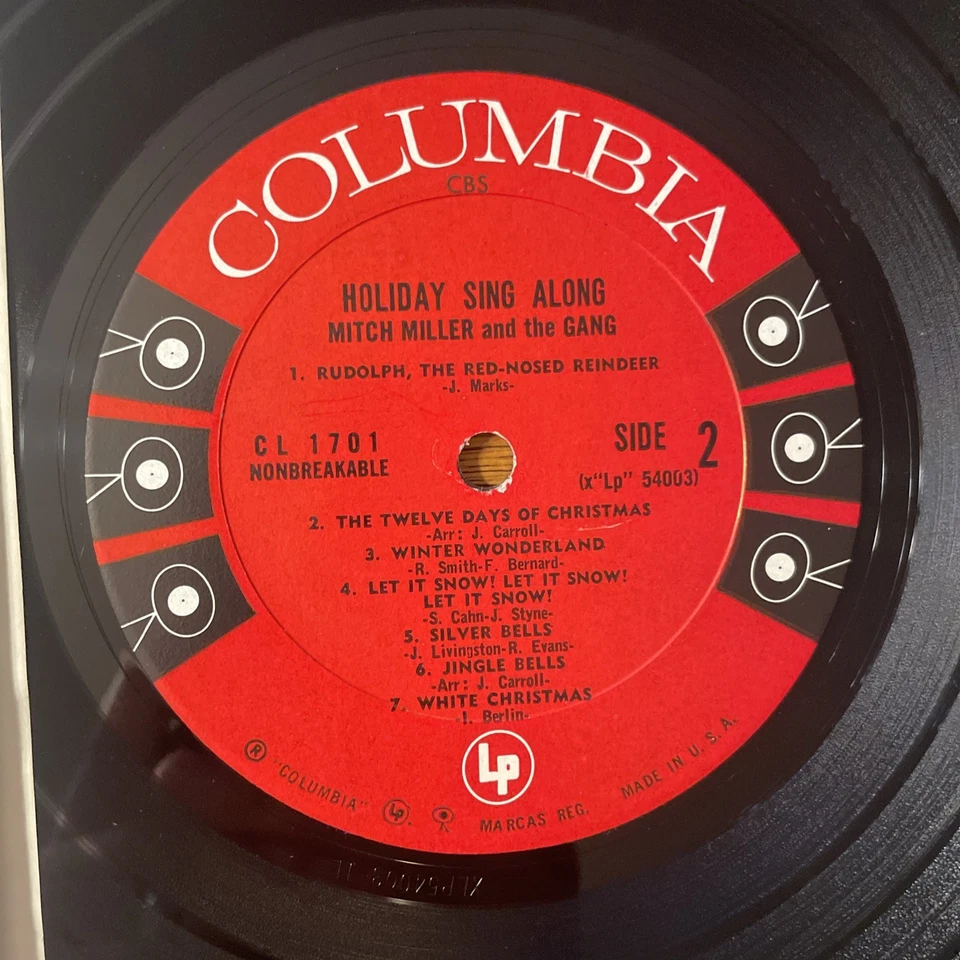 COLUMBIA
CBS
HOLIDAY SING ALONG
MITCH MILLER and the GANG
1. RUDOLPH, THE RED-NOSED REINDEER
-J. Marks-
CL 1701
NONBREAKABLE
SIDE 2
(x"Lp" 54003)
2. THE TWELVE DAYS OF CHRISTMAS
-Arr: J. Carroll-
3. WINTER WONDERLAND
-R. Smith-F. Bernard-
4. LET IT SNOW! LET IT SNOW!
LET IT SNOW!
-S. Cahn-J. Styne-
5. SILVER BELLS
-J. Livingston-R. Evans-
6. JINGLE BELLS
-Arr: J. Carroll-
7. WHITE CHRISTMAS
-I. Berlin-
Lp
® "COLUMBIA" Lp. MARCAS REG. MADE IN U.S.A.